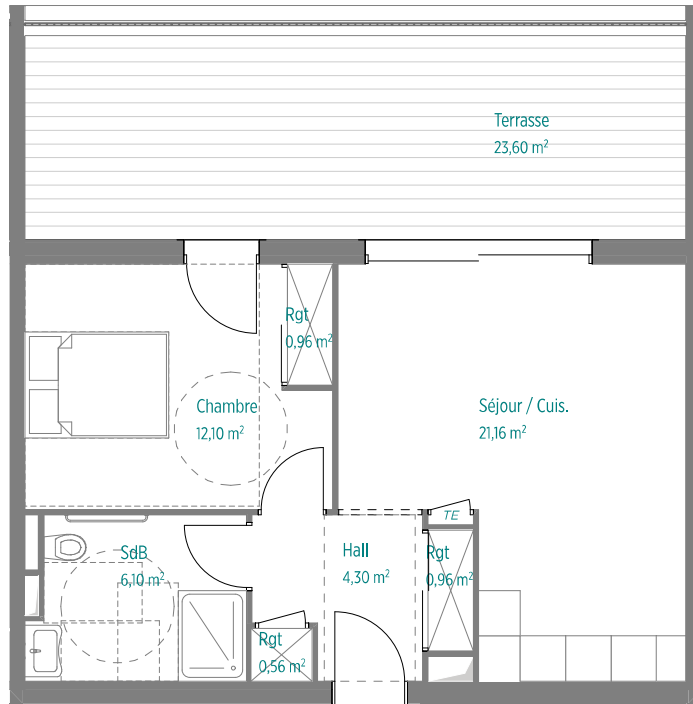 Terrasse
23,60 m²
Rgt
0,96 m²
Chambre
12,10 m²
Séjour / Cuis.
21,16 m²
TE
SdB
6,10 m²
Hall
4,30 m²
Rgt
0,96 m²
Rgt
0,56 m²